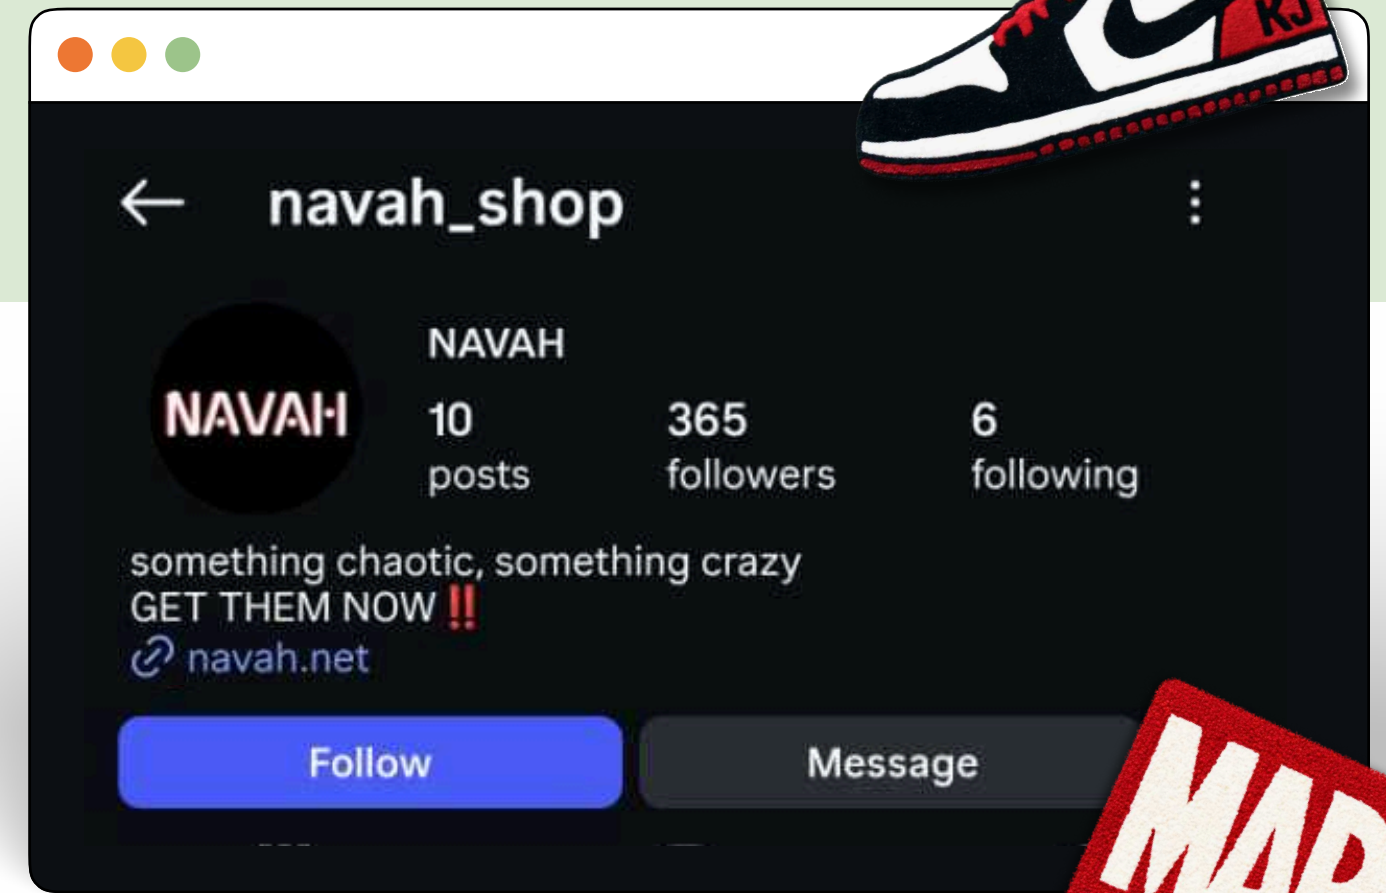 KJ
navah_shop
NAVAH
NAVAH
10 365 6
posts followers following
something chaotic, something crazy
GET THEM NOW‼️
navah.net
Follow Message